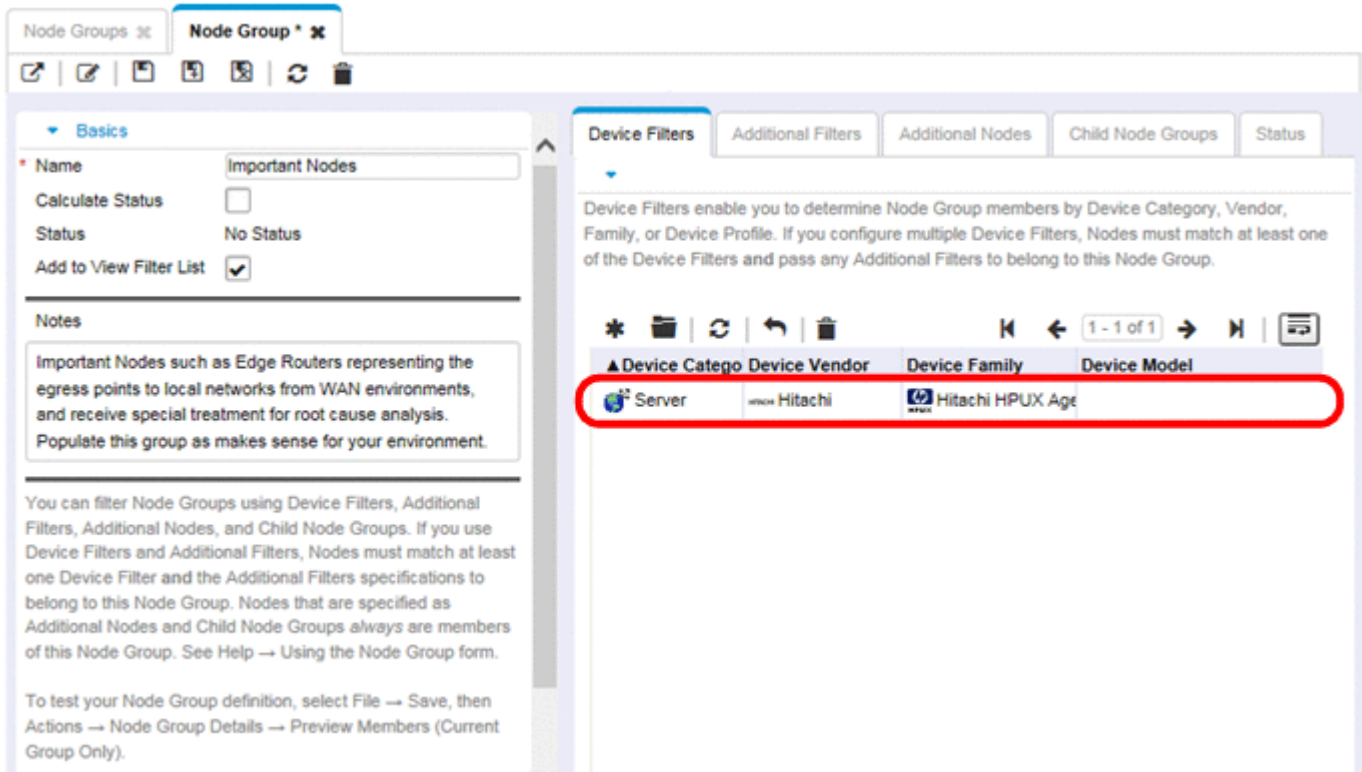 Node Groups
Node Group *
Basics
* Name Important Nodes
Calculate Status
Status No Status
Add to View Filter List
Notes
Important Nodes such as Edge Routers representing the
egress points to local networks from WAN environments,
and receive special treatment for root cause analysis.
Populate this group as makes sense for your environment.
You can filter Node Groups using Device Filters, Additional
Filters, Additional Nodes, and Child Node Groups. If you use
Device Filters and Additional Filters, Nodes must match at least
one Device Filter and the Additional Filters specifications to
belong to this Node Group. Nodes that are specified as
Additional Nodes and Child Node Groups always are members
of this Node Group. See Help → Using the Node Group form.
To test your Node Group definition, select File → Save, then
Actions → Node Group Details → Preview Members (Current
Group Only).
Device Filters Additional Filters Additional Nodes Child Node Groups Status
Device Filters enable you to determine Node Group members by Device Category, Vendor,
Family, or Device Profile. If you configure multiple Device Filters, Nodes must match at least one
of the Device Filters and pass any Additional Filters to belong to this Node Group.
1 - 1 of 1
▲Device Catego Device Vendor Device Family Device Model
Server Hitachi Hitachi HPUX Age